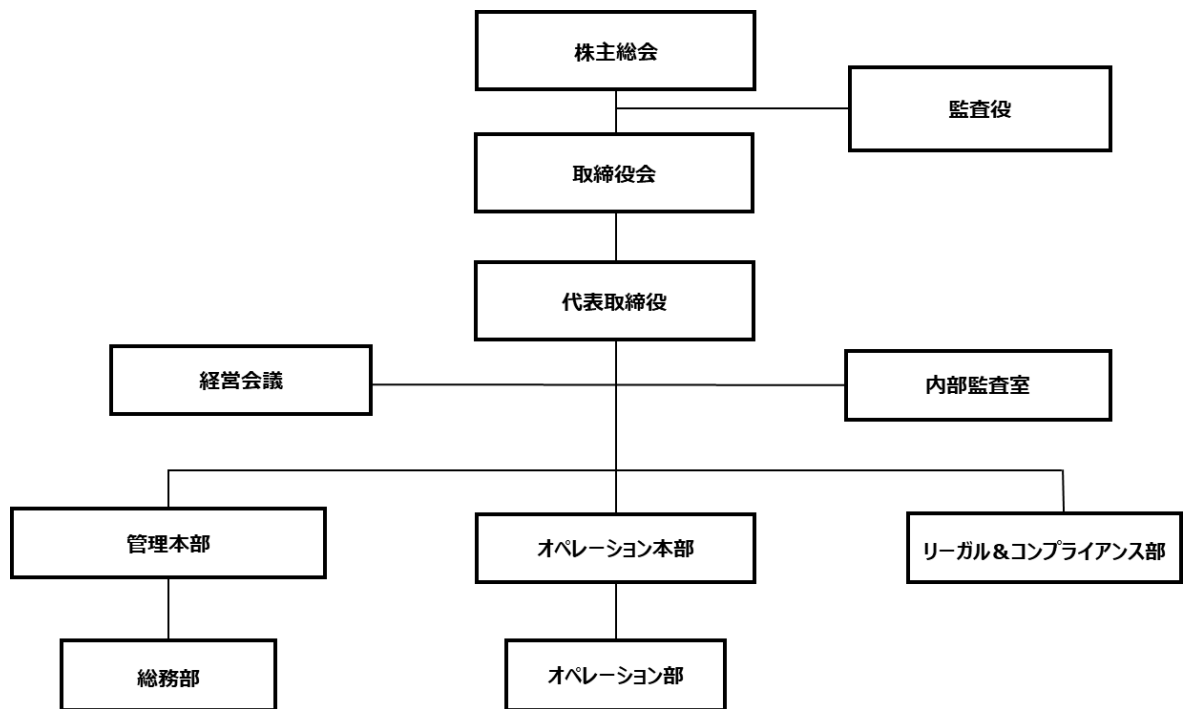 株主総会
監査役
取締役会
代表取締役
経営会議
内部監査室
管理本部
オペレーション本部
リーガル&コンプライアンス部
総務部
オペレーション部